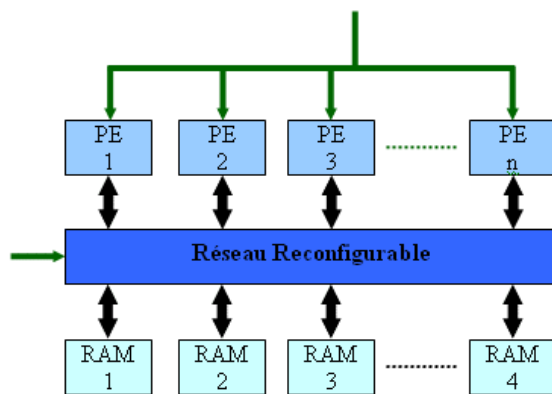 PE PE PE PE
1 2 3 n
Réseau Reconfigurable
RAM RAM RAM RAM
1 2 3 4